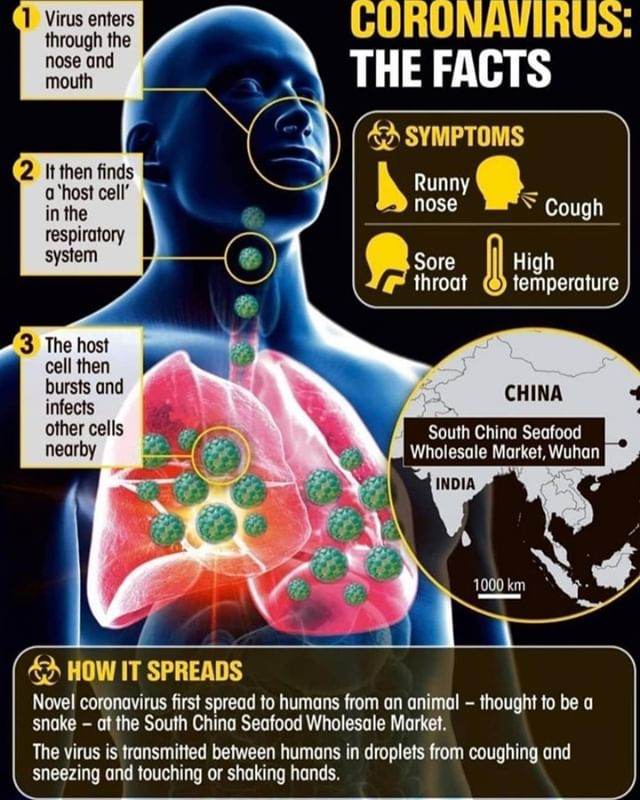 CORONAVIRUS:
THE FACTS
1 Virus enters
through the
nose and
mouth
2 It then finds
a 'host cell'
in the
respiratory
system
3 The host
cell then
bursts and
infects
other cells
nearby
SYMPTOMS
Runny
nose
Cough
Sore
throat
High
temperature
CHINA
South China Seafood
Wholesale Market, Wuhan
INDIA
1000 km
HOW IT SPREADS
Novel coronavirus first spread to humans from an animal – thought to be a
snake – at the South China Seafood Wholesale Market.
The virus is transmitted between humans in droplets from coughing and
sneezing and touching or shaking hands.